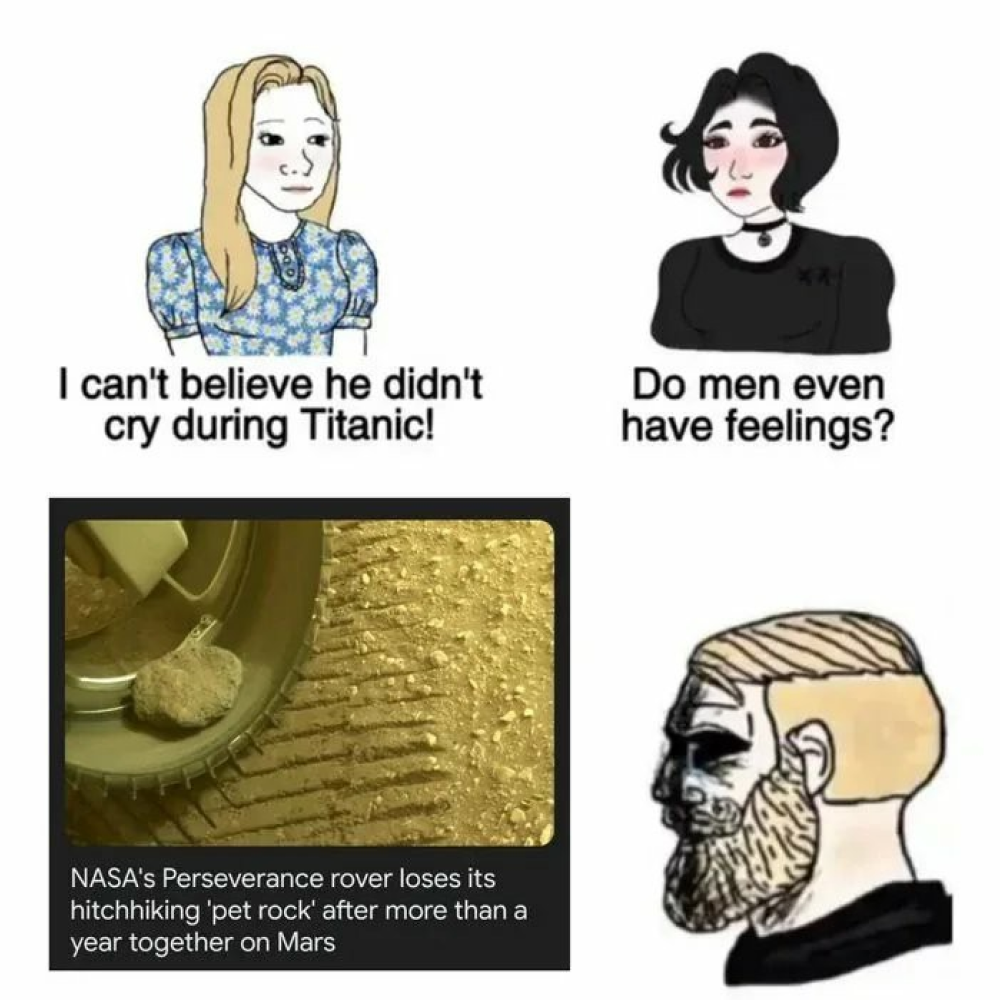 I can't believe he didn't
cry during Titanic!
Do men even
have feelings?
NASA's Perseverance rover loses its
hitchhiking 'pet rock' after more than a
year together on Mars